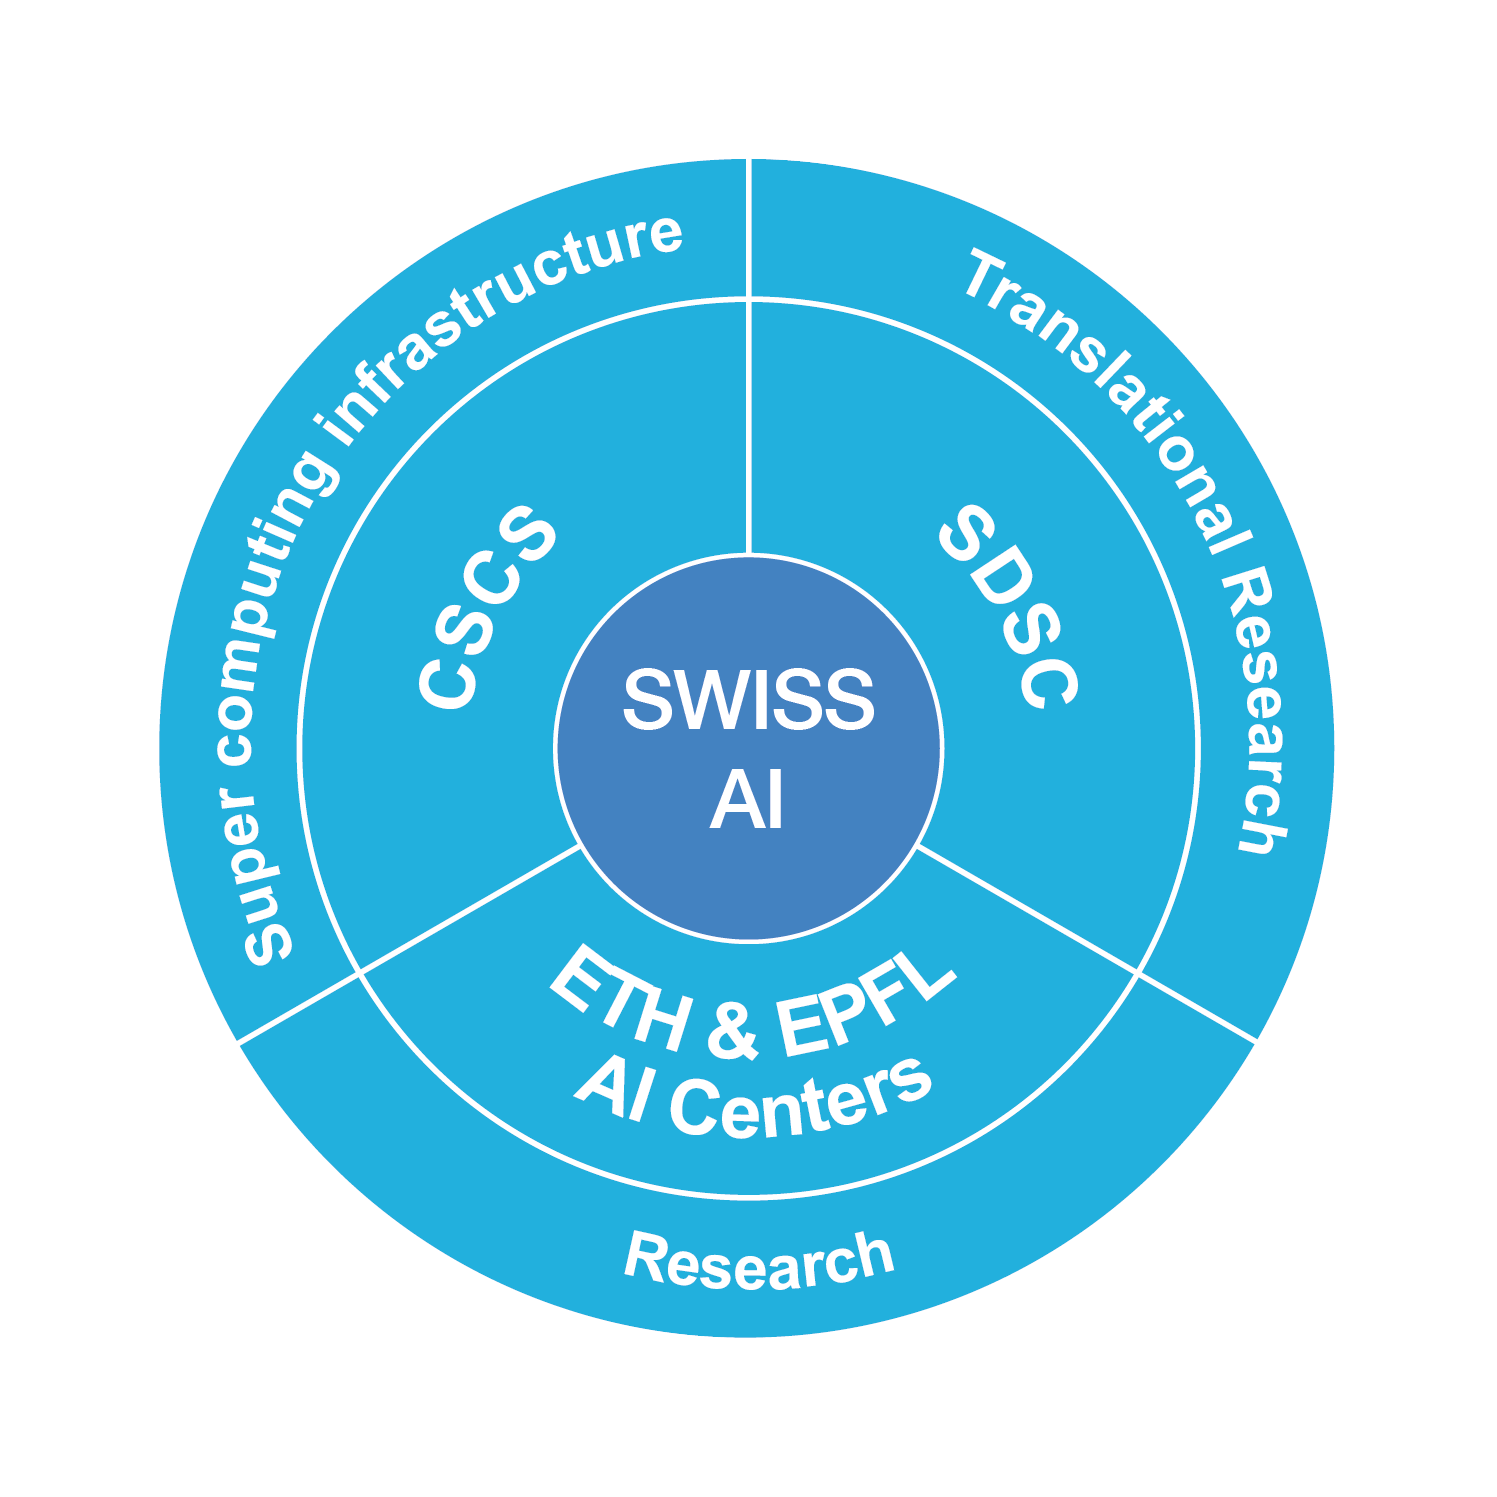 Super computing infrastructure
Translational Research
CSCS
SDSC
SWISS
AI
ETH & EPFL
AI Centers
Research